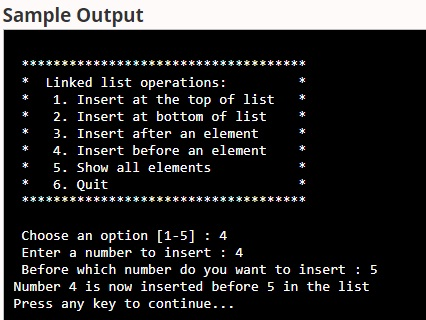 Sample Output
************************************
*  Linked list operations:         *
*   1. Insert at the top of list   *
*   2. Insert at bottom of list    *
*   3. Insert after an element     *
*   4. Insert before an element    *
*   5. Show all elements           *
*   6. Quit                        *
************************************
Choose an option [1-5] : 4
Enter a number to insert : 4
Before which number do you want to insert : 5
Number 4 is now inserted before 5 in the list
Press any key to continue...